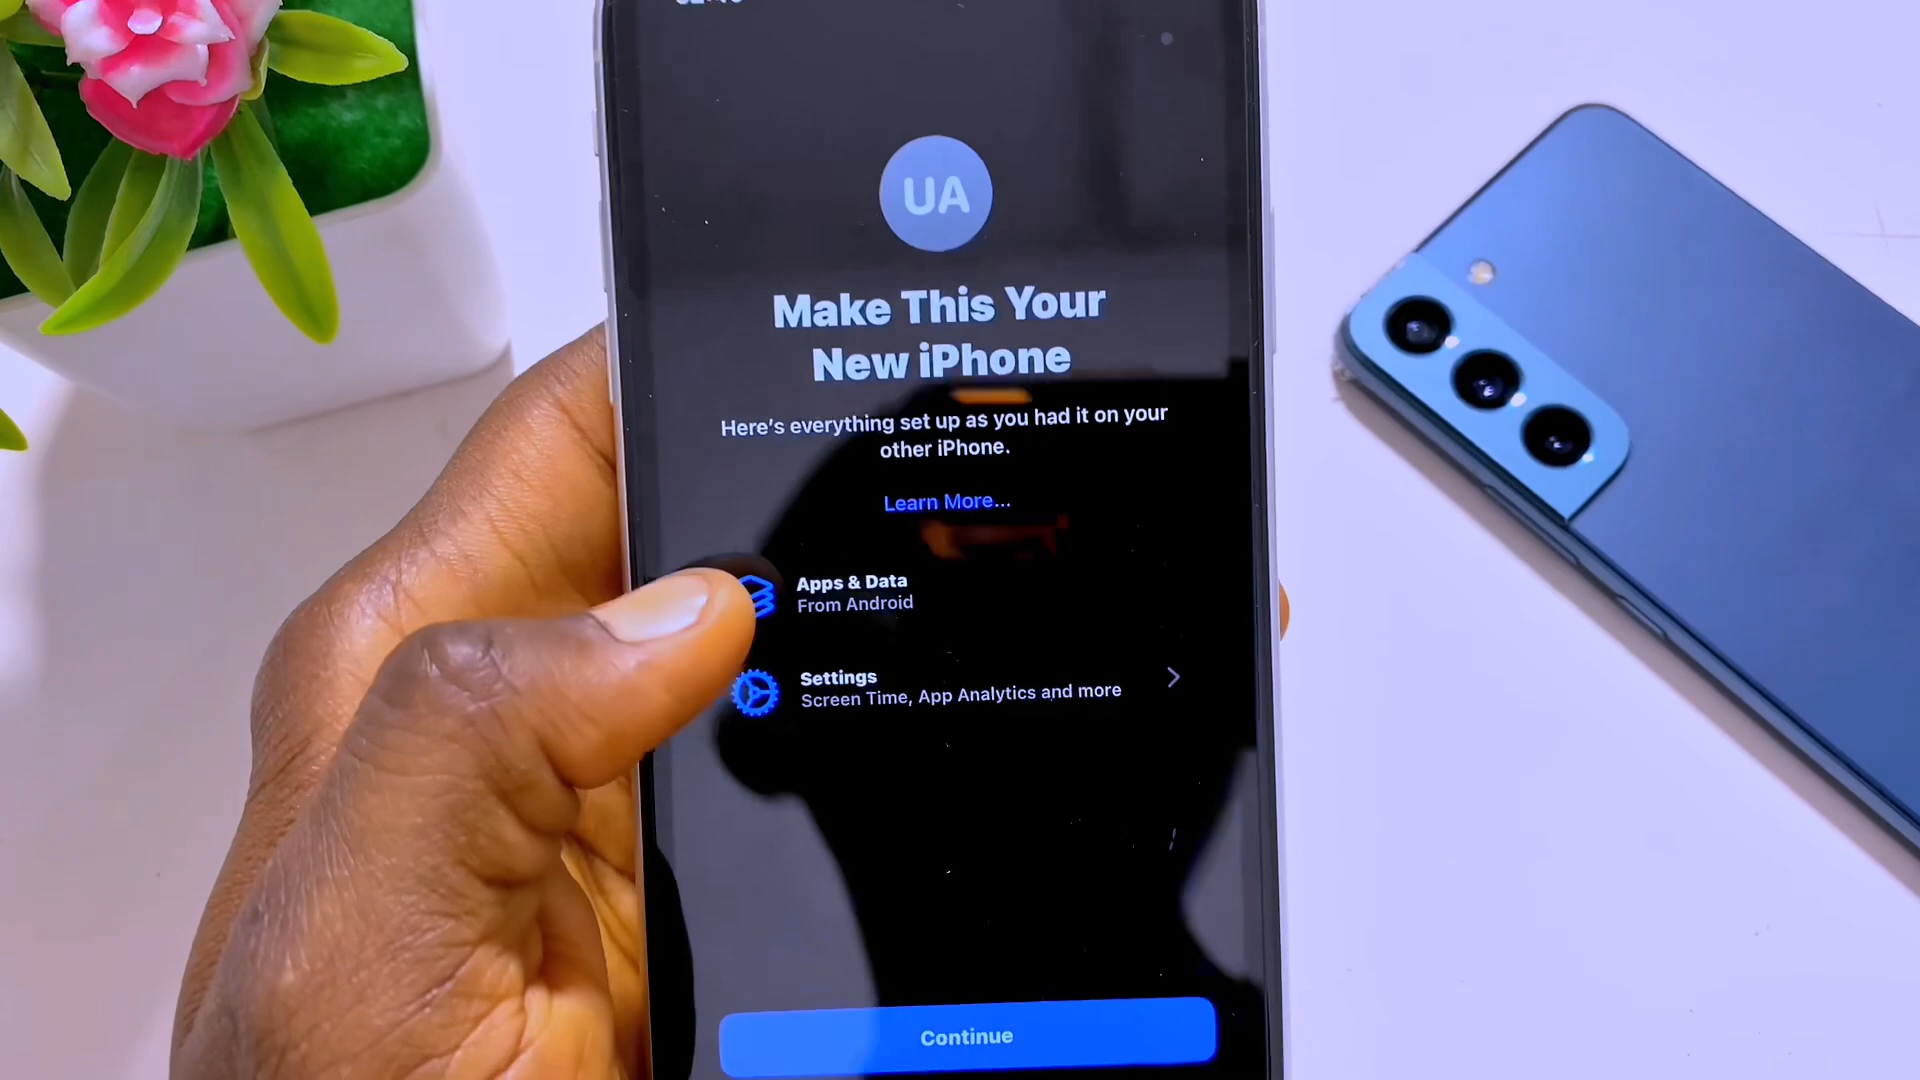 UA
Make This Your
New iPhone
Here's everything set up as you had it on your
other iPhone.
Learn More...
Apps & Data
From Android
Settings
Screen Time, App Analytics and more
Continue